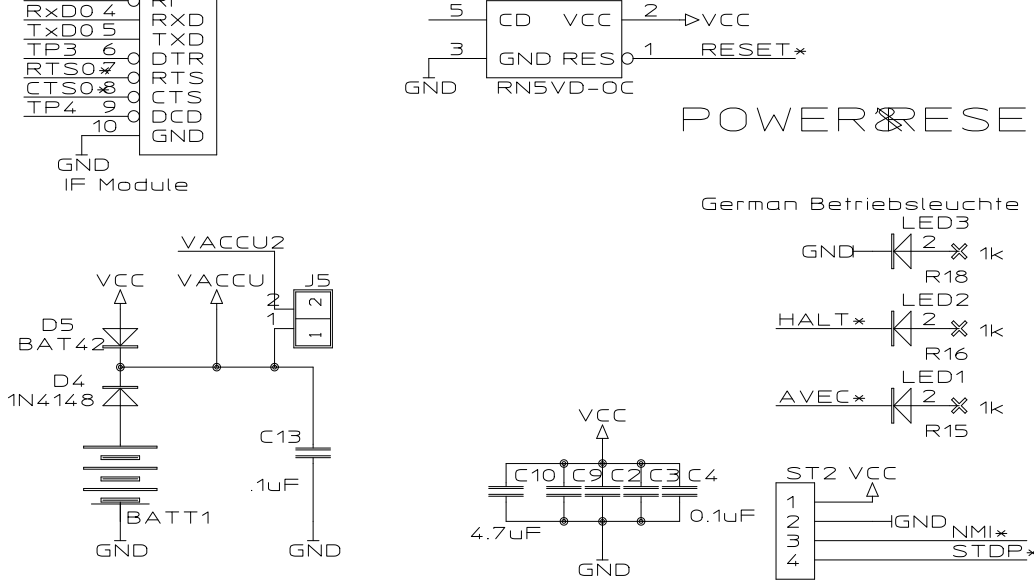 RI
RxD0 4 RXD
TxD0 5 TXD
TP3 6 DTR
RTS0* 7 RTS
CTS0* 8 CTS
TP4 9 DCD
10 GND
GND
IF Module
5 CD VCC 2 VCC
3 GND RES 1 RESET*
GND RN5VD-0C
POWER&RESE
German Betriebsleuchte
LED3
GND 2 1k
R18
LED2
HALT* 2 1k
R16
LED1
AVEC* 2 1k
R15
VACCU2
VCC VACCU J5
2 2
1 1
D5
BAT42
D4
1N4148
C13
.1uF
BATT1
GND GND
VCC
C10 C9 C2 C3 C4
4.7uF 0.1uF
GND
ST2 VCC
1
2 GND
3 NMI*
4 STDP*